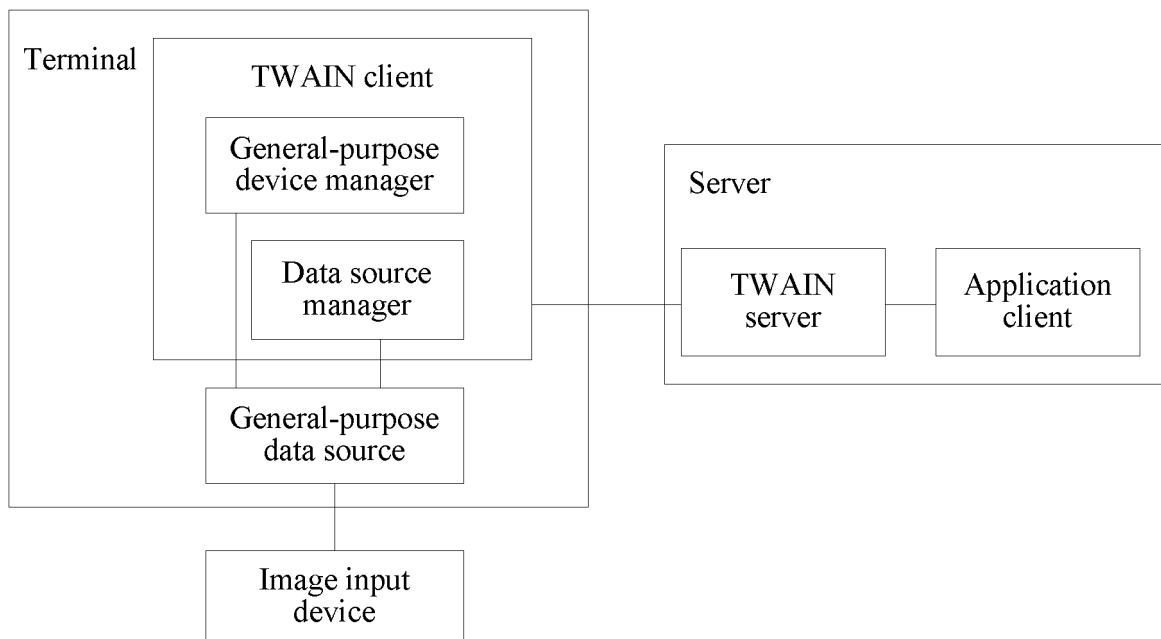 Terminal
TWAIN client
General-purpose
device manager
Data source
manager
General-purpose
data source
Image input
device
Server
TWAIN
server
Application
client